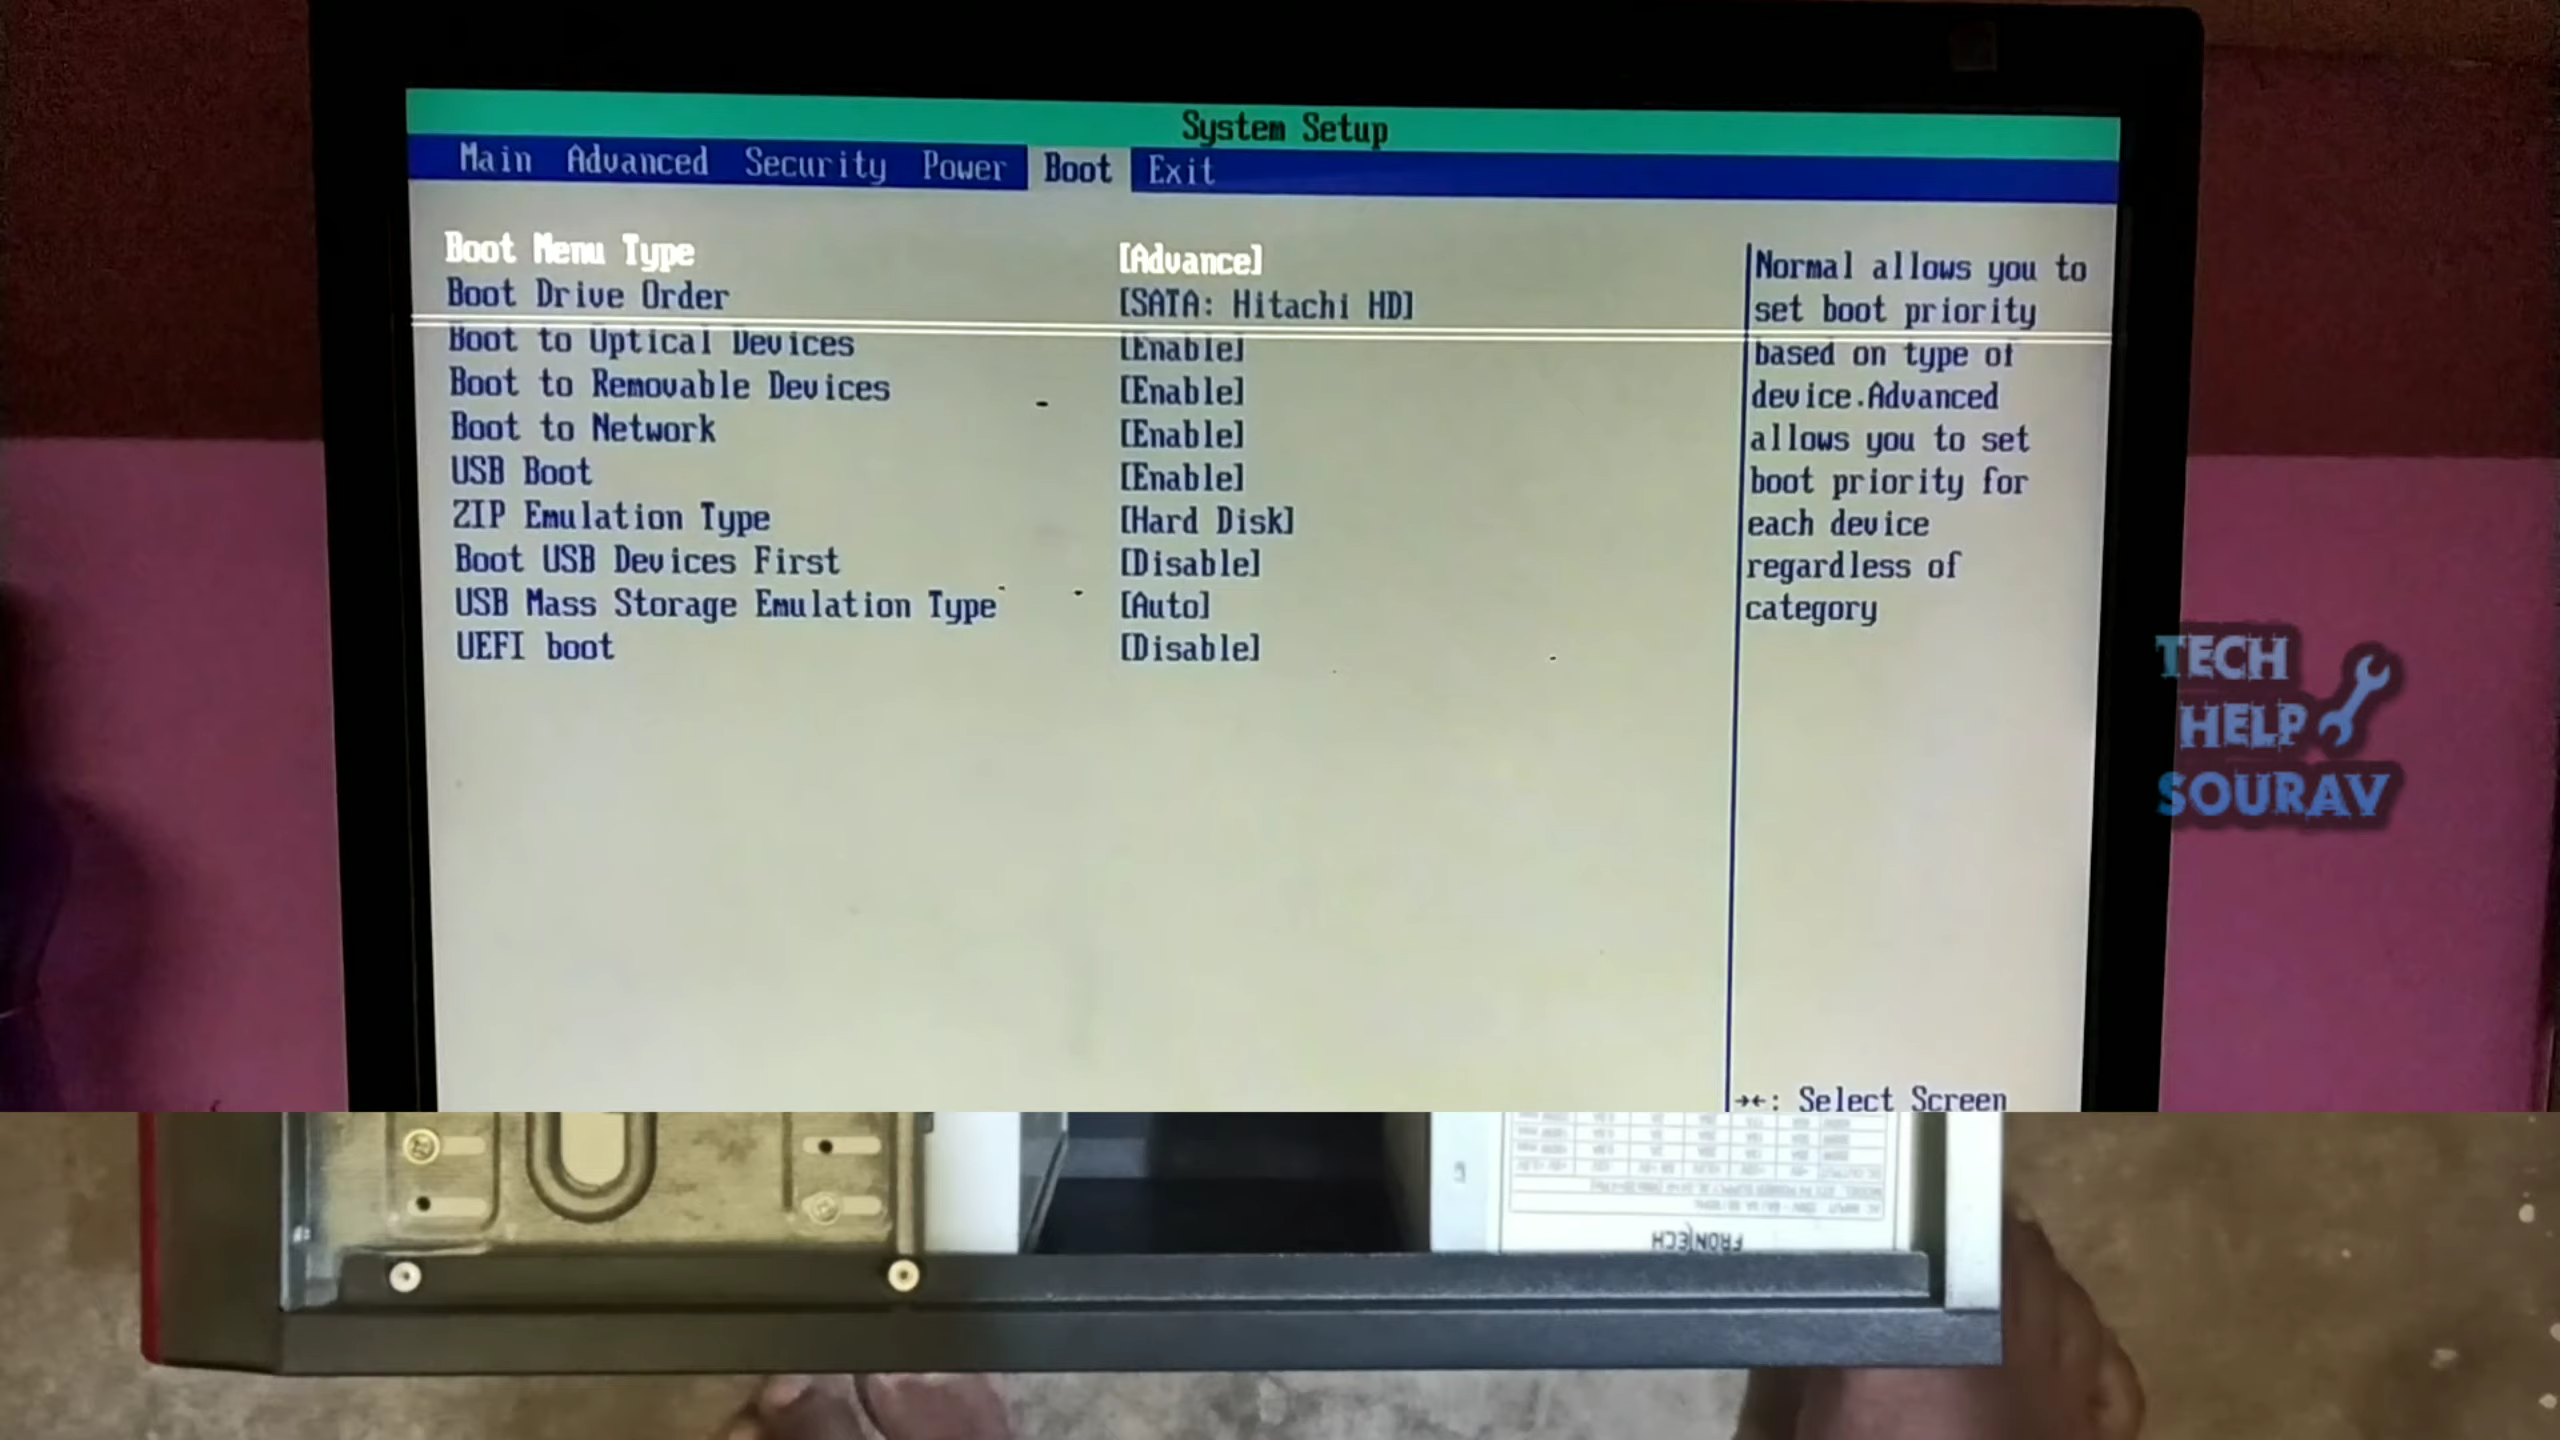 System Setup
Main Advanced Security Power Boot Exit
Boot Menu Type [Advance]
Boot Drive Order [SATA: Hitachi HD]
Boot to Optical Devices [Enable]
Boot to Removable Devices [Enable]
Boot to Network [Enable]
USB Boot [Enable]
ZIP Emulation Type [Hard Disk]
Boot USB Devices First [Disable]
USB Mass Storage Emulation Type [Auto]
UEFI boot [Disable]
Normal allows you to
set boot priority
based on type of
device.Advanced
allows you to set
boot priority for
each device
regardless of
category
→←: Select Screen
TECH
HELP
SOURAV
FRONTECH